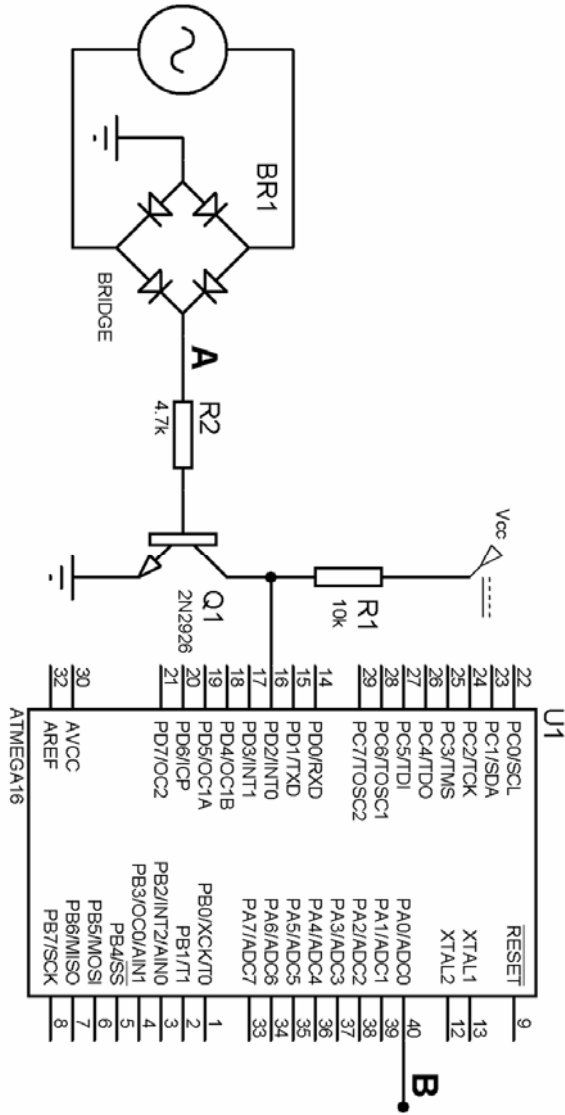 BR1
BRIDGE
A
R2
4.7k
Q1
2N2926
Vcc
R1
10k
U1
22 PC0/SCL
23 PC1/SDA
24 PC2/TCK
25 PC3/TMS
26 PC4/TDO
27 PC5/TDI
28 PC6/TOSC1
29 PC7/TOSC2
14 PD0/RXD
15 PD1/TXD
16 PD2/INT0
17 PD3/INT1
18 PD4/OC1B
19 PD5/OC1A
20 PD6/ICP
21 PD7/OC2
30 AVCC
32 AREF
RESET 9
XTAL1 13
XTAL2 12
PA0/ADC0 40
PA1/ADC1 39
PA2/ADC2 38
PA3/ADC3 37
PA4/ADC4 36
PA5/ADC5 35
PA6/ADC6 34
PA7/ADC7 33
PB0/XCK/T0 1
PB1/T1 2
PB2/INT2/AIN0 3
PB3/OC0/AIN1 4
PB4/SS 5
PB5/MOSI 6
PB6/MISO 7
PB7/SCK 8
ATMEGA16
B